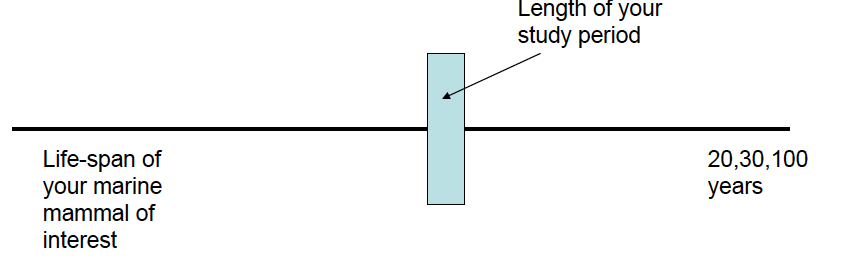 Length of your
study period
Life-span of
your marine
mammal of
interest
20,30,100
years